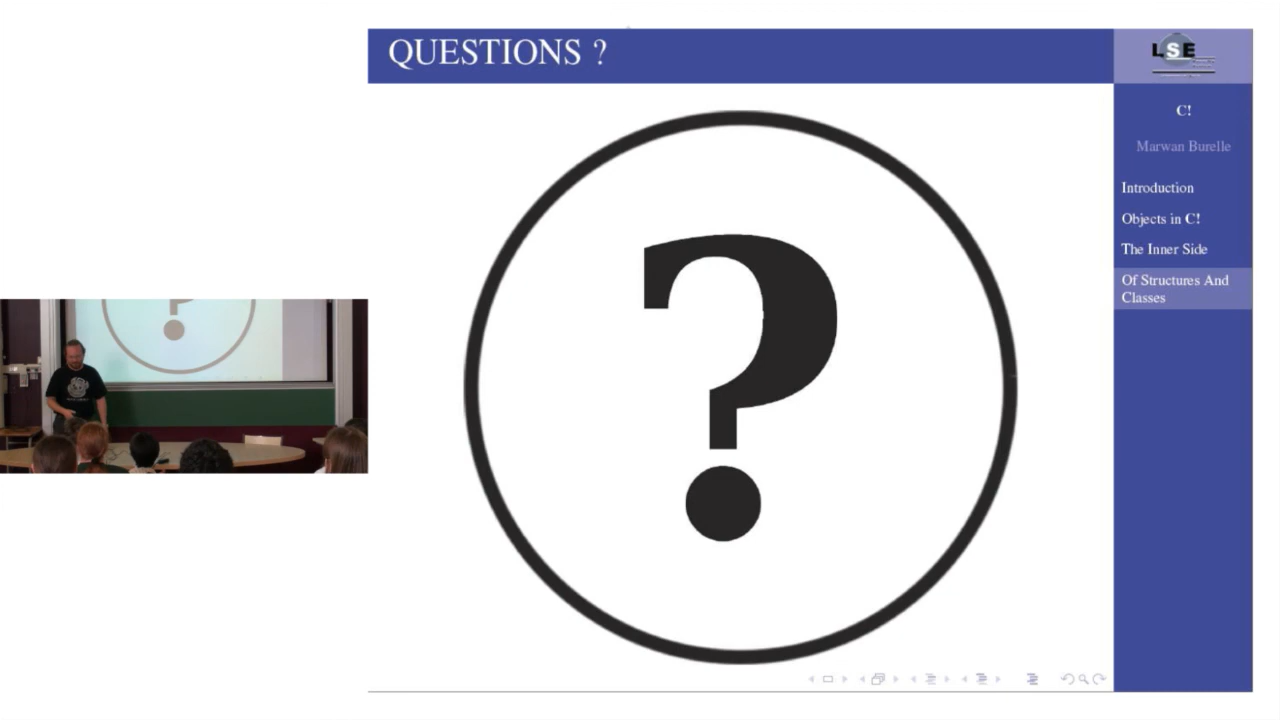 QUESTIONS ?
LSE
C!
Marwan Burelle
Introduction
Objects in C!
The Inner Side
Of Structures And
Classes
?